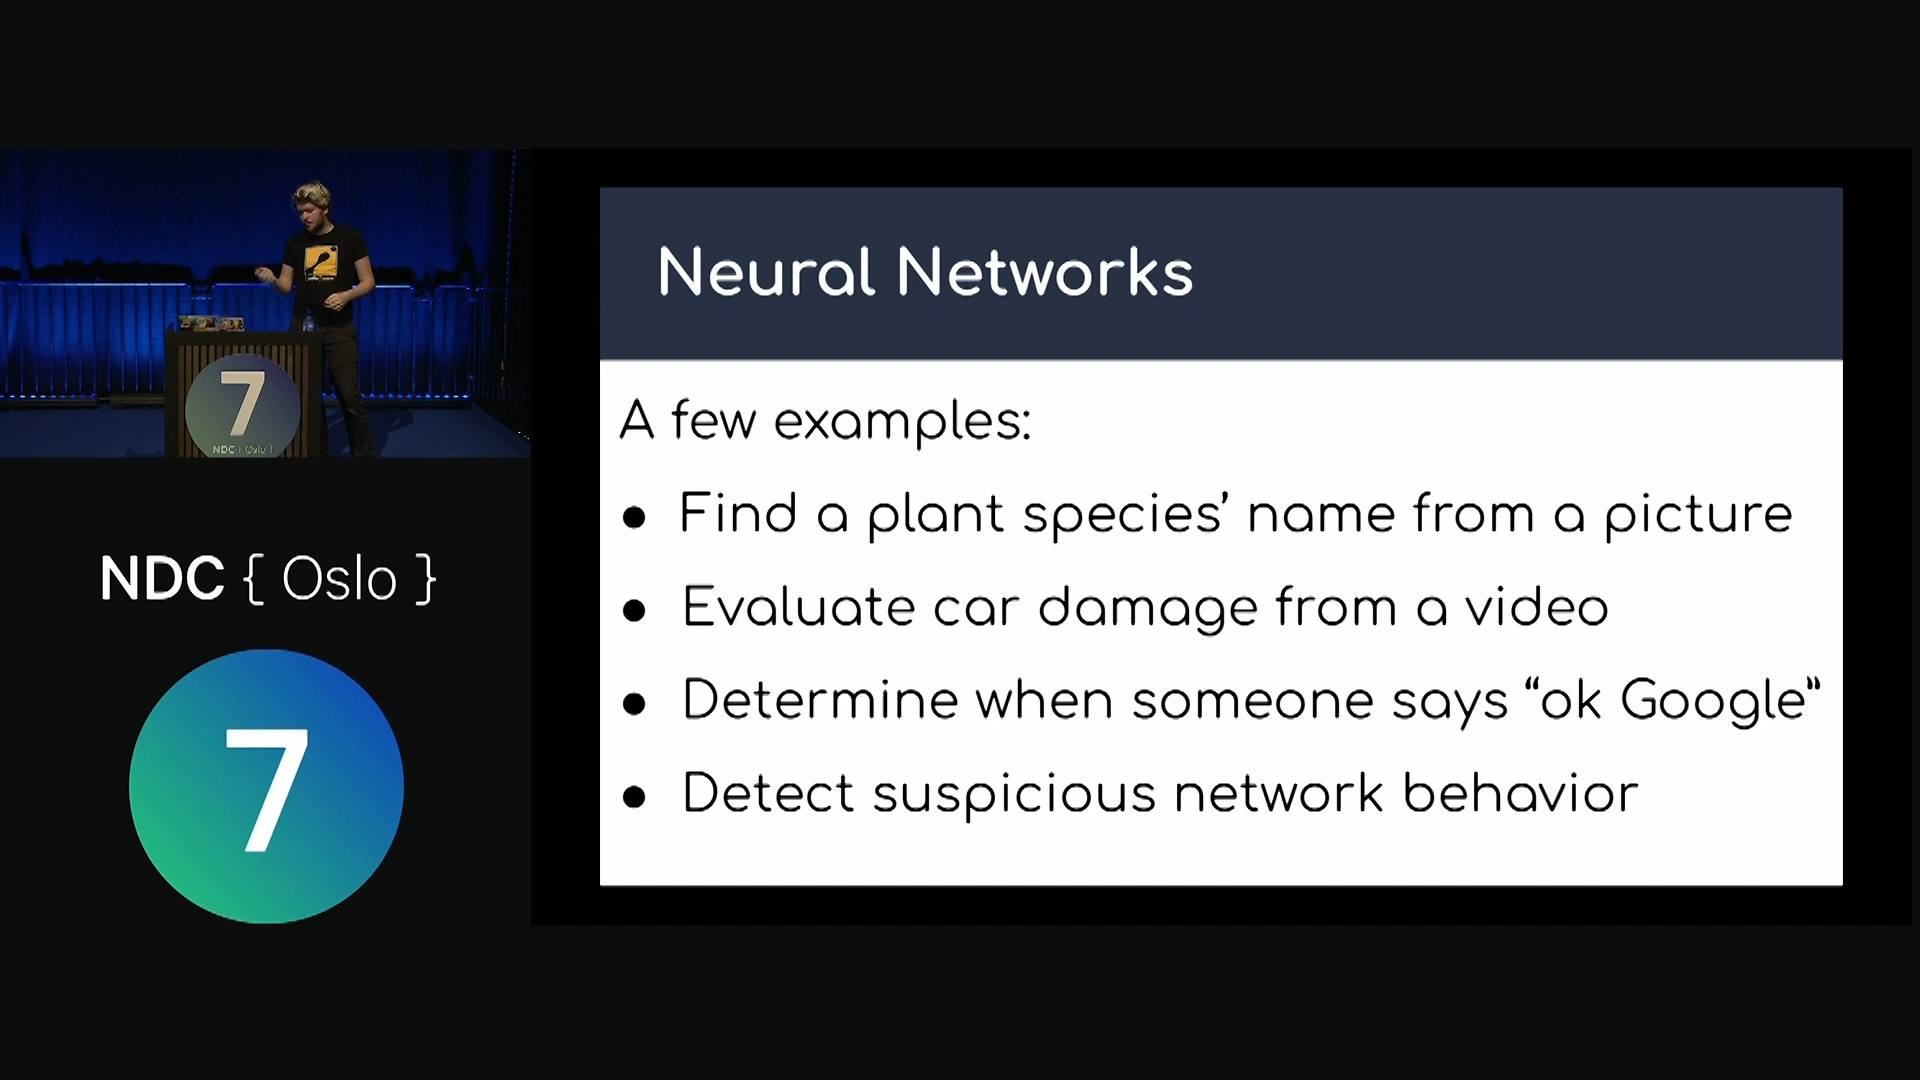 7
NDC { Oslo }
NDC { Oslo }
7
Neural Networks
A few examples:
● Find a plant species’ name from a picture
● Evaluate car damage from a video
● Determine when someone says “ok Google”
● Detect suspicious network behavior